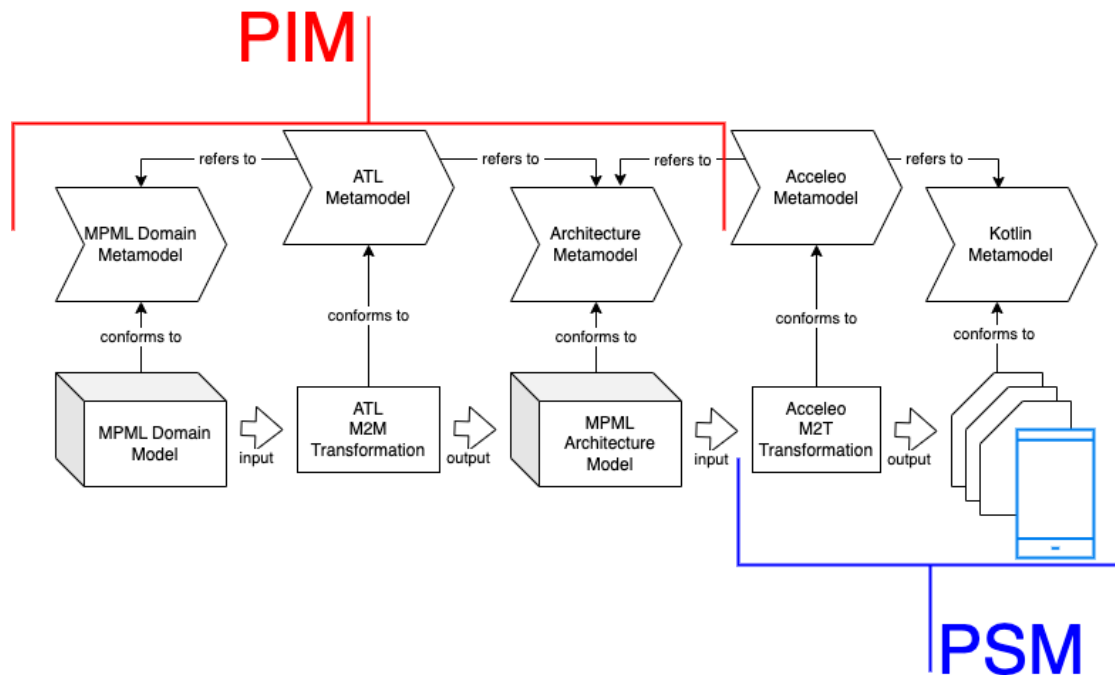 PIM
refers to
refers to
refers to
refers to
ATL
Metamodel
Acceleo
Metamodel
MPML Domain
Metamodel
Architecture
Metamodel
Kotlin
Metamodel
conforms to
conforms to
conforms to
conforms to
conforms to
MPML Domain
Model
input
ATL
M2M
Transformation
output
MPML
Architecture
Model
input
Acceleo
M2T
Transformation
output
PSM